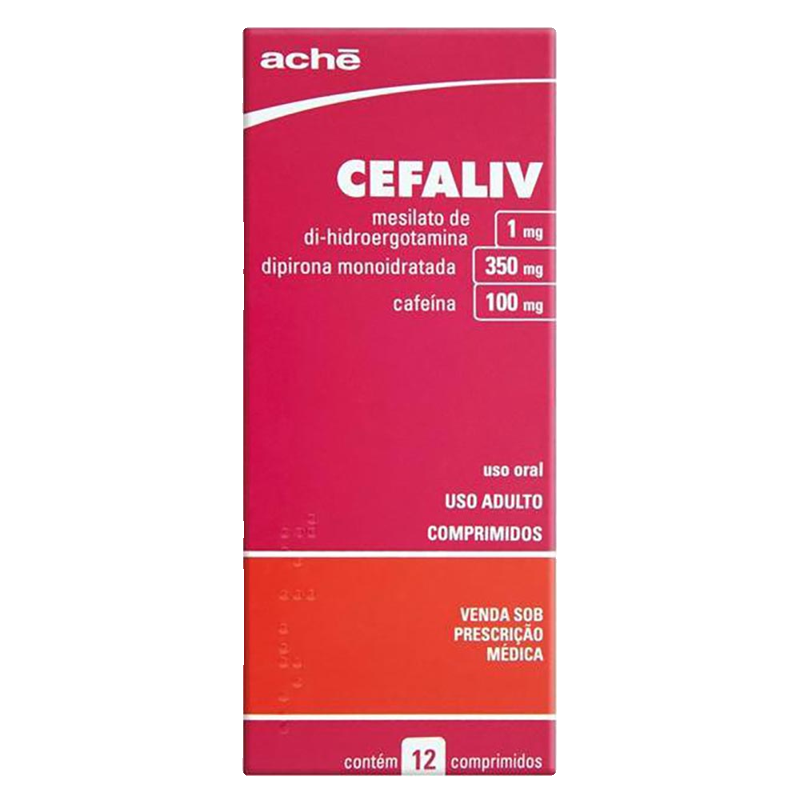 achē
CEFALIV
mesilato de
di-hidroergotamina 1 mg
dipirona monoidratada 350 mg
cafeína 100 mg
uso oral
USO ADULTO
COMPRIMIDOS
VENDA SOB
PRESCRIÇÃO
MÉDICA
contém 12 comprimidos